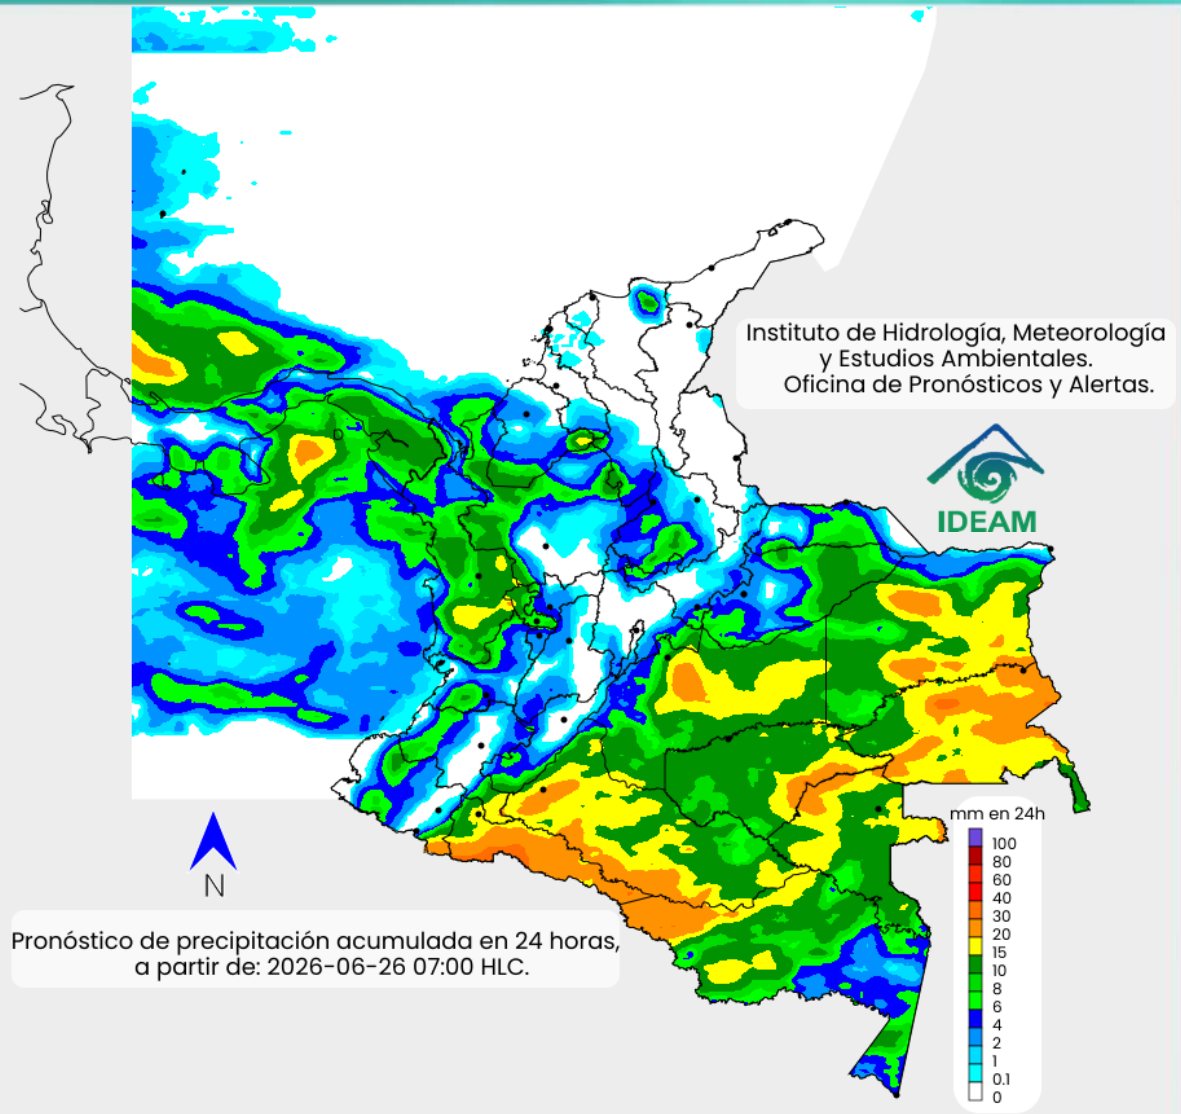 Instituto de Hidrología, Meteorología
y Estudios Ambientales.
Oficina de Pronósticos y Alertas.
IDEAM
mm en 24h
100
80
60
40
30
20
15
10
8
6
4
2
1
0.1
0
N
Pronóstico de precipitación acumulada en 24 horas,
a partir de: 2026-06-26 07:00 HLC.